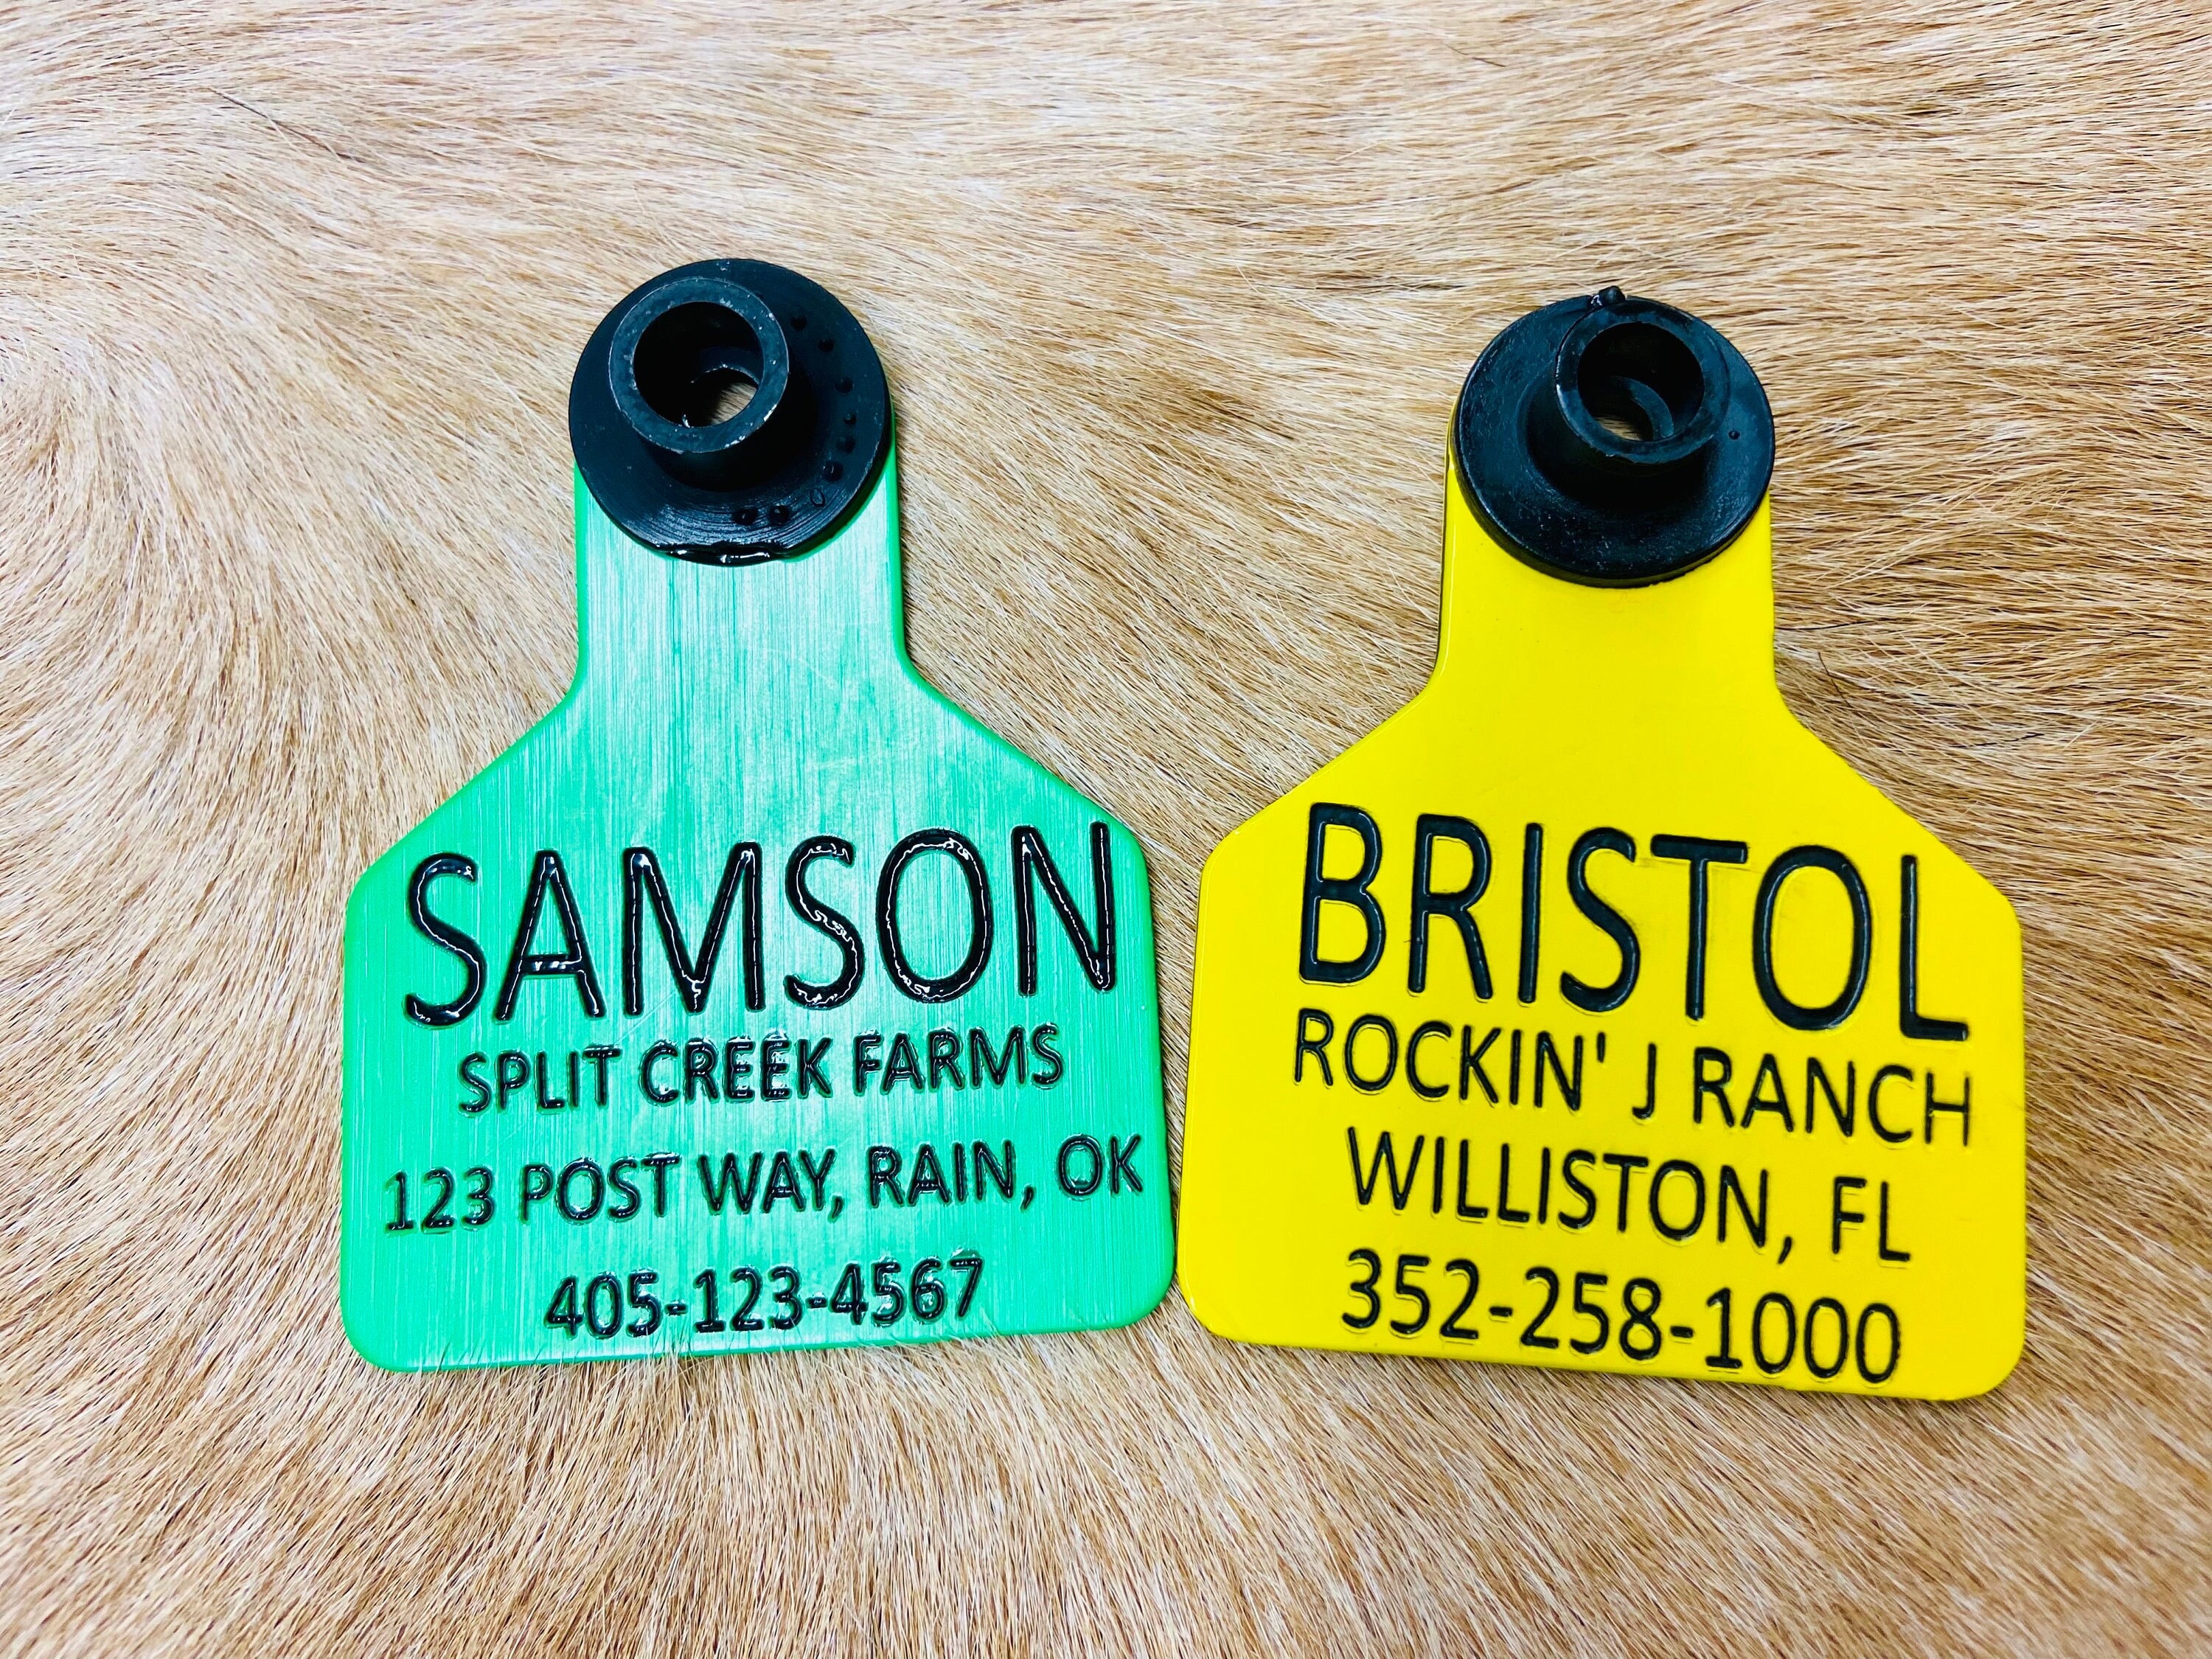 SAMSON
SPLIT CREEK FARMS
123 POST WAY, RAIN, OK
405-123-4567
BRISTOL
ROCKIN' J RANCH
WILLISTON, FL
352-258-1000